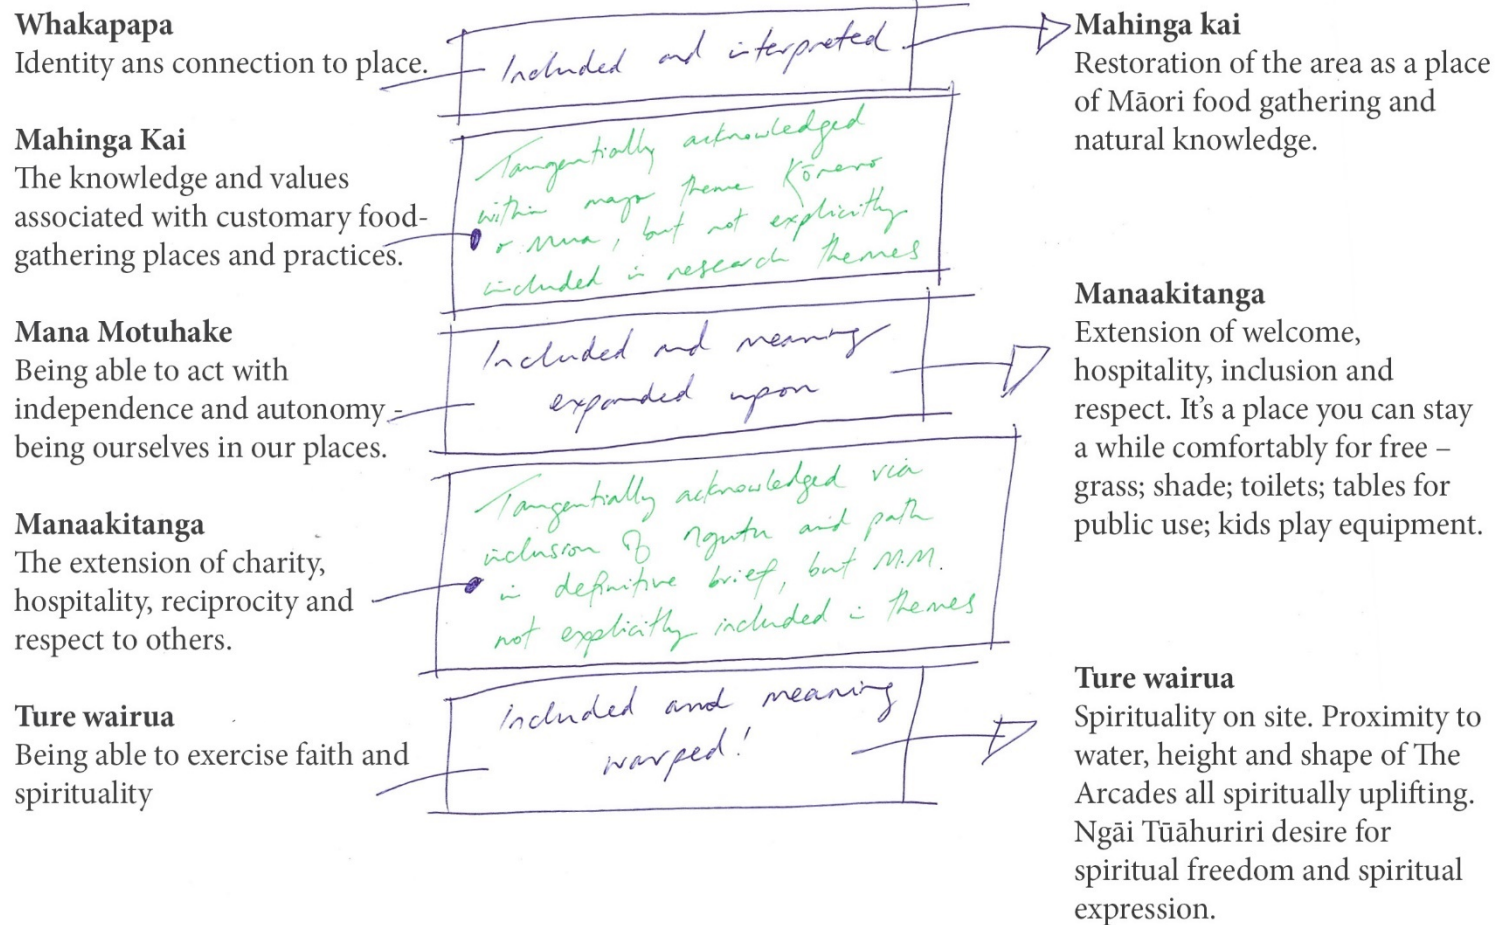 Whakapapa
Identity ans connection to place.
Mahinga Kai
The knowledge and values
associated with customary food-
gathering places and practices.
Mana Motuhake
Being able to act with
independence and autonomy -
being ourselves in our places.
Manaakitanga
The extension of charity,
hospitality, reciprocity and
respect to others.
Ture wairua
Being able to exercise faith and
spirituality
Included and interpreted
Tangentially acknowledged
within major theme Kōrero
o Mua, but not explicitly
included in research themes
Included and meaning
expanded upon
Tangentially acknowledged via
inclusion of ngutu and path
in definitive brief, but M.M.
not explicitly included in themes
Included and meaning
warped!
Mahinga kai
Restoration of the area as a place
of Māori food gathering and
natural knowledge.
Manaakitanga
Extension of welcome,
hospitality, inclusion and
respect. It's a place you can stay
a while comfortably for free –
grass; shade; toilets; tables for
public use; kids play equipment.
Ture wairua
Spirituality on site. Proximity to
water, height and shape of The
Arcades all spiritually uplifting.
Ngāi Tūāhuriri desire for
spiritual freedom and spiritual
expression.